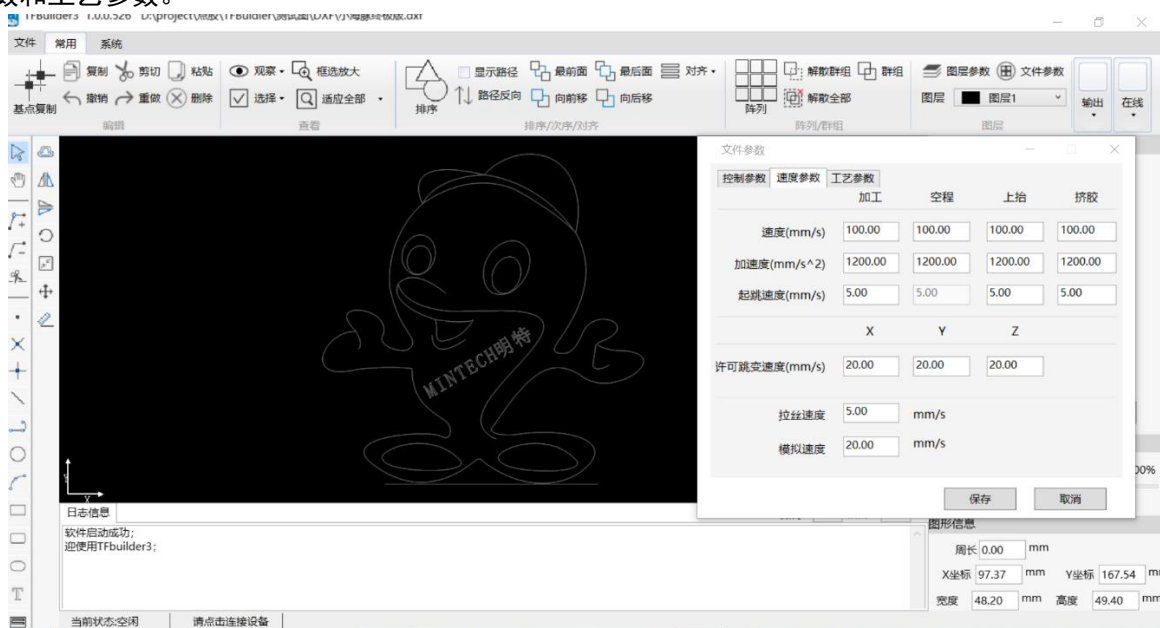 数和工艺参数。
TFBuilder3 1.0.0.526 D:\project\点胶\TFBuidler\测试图\DXF\小海豚终极版.dxf
文件 常用 系统
基点复制 复制 剪切 粘贴 观察 框选放大 排序 显示路径 最前面 最后面 对齐 阵列 解散群组 群组 图层参数 文件参数 输出 在线
撤销 重做 删除 选择 适应全部 路径反向 向前移 向后移 解散全部 图层 图层1
编辑 查看 排序/次序/对齐 阵列/群组 图层
文件参数
控制参数 速度参数 工艺参数
加工 空程 上抬 挤胶
速度(mm/s) 100.00 100.00 100.00 100.00
加速度(mm/s^2) 1200.00 1200.00 1200.00 1200.00
起跳速度(mm/s) 5.00 5.00 5.00 5.00
X Y Z
许可跳变速度(mm/s) 20.00 20.00 20.00
拉丝速度 5.00 mm/s
模拟速度 20.00 mm/s
保存 取消
MINTECH明特
Y
X
00%
日志信息
软件启动成功;
迎使用TFbuilder3;
图形信息
周长 0.00 mm
X坐标 97.37 mm Y坐标 167.54 m
宽度 48.20 mm 高度 49.40 mm
当前状态:空闲 请点击连接设备